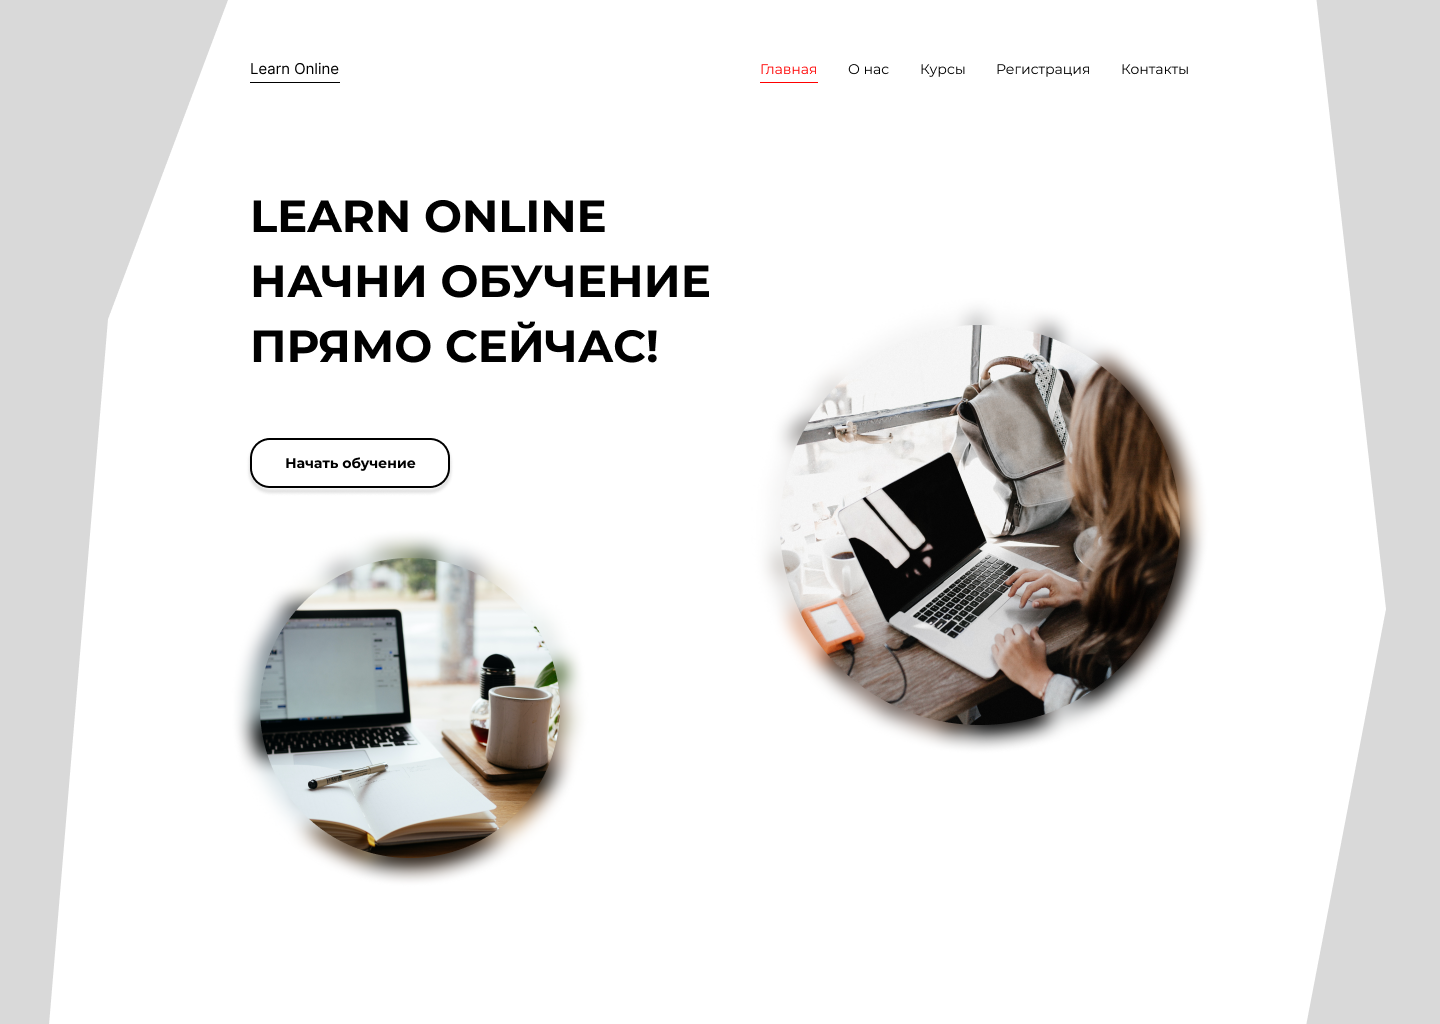 Learn Online
Главная О нас Курсы Регистрация Контакты
LEARN ONLINE
НАЧНИ ОБУЧЕНИЕ
ПРЯМО СЕЙЧАС!
Начать обучение